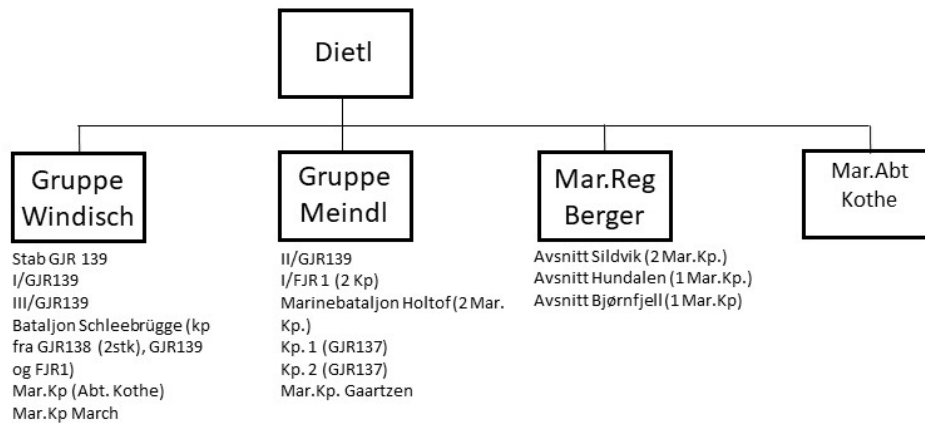 Dietl
Gruppe
Windisch
Stab GJR 139
I/GJR139
III/GJR139
Bataljon Schleebrügge (kp
fra GJR138 (2stk), GJR139
og FJR1)
Mar.Kp (Abt. Kothe)
Mar.Kp March
Gruppe
Meindl
II/GJR139
I/FJR 1 (2 Kp)
Marinebataljon Holtof (2 Mar.
Kp.)
Kp. 1 (GJR137)
Kp. 2 (GJR137)
Mar.Kp. Gaartzen
Mar.Reg
Berger
Avsnitt Sildvik (2 Mar.Kp.)
Avsnitt Hundalen (1 Mar.Kp.)
Avsnitt Bjørnfjell (1 Mar.Kp)
Mar.Abt
Kothe